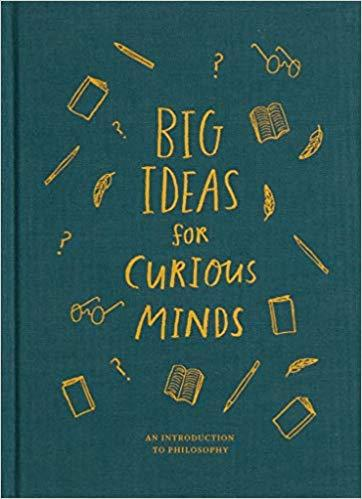 BIG
IDEAS
for
CURIOUS
MINDS
AN INTRODUCTION
TO PHILOSOPHY